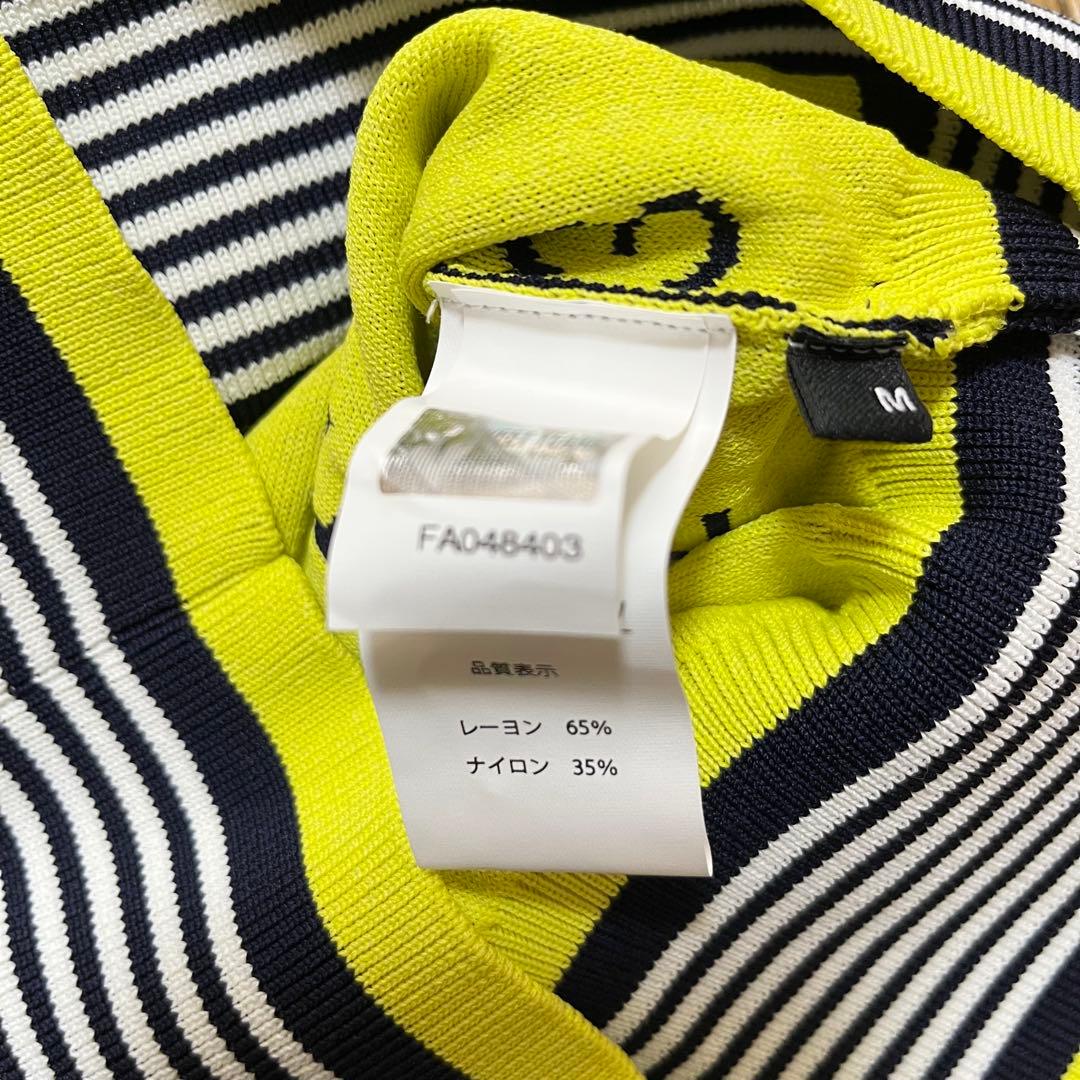 M
FA048403
品質表示
レーヨン 65%
ナイロン 35%